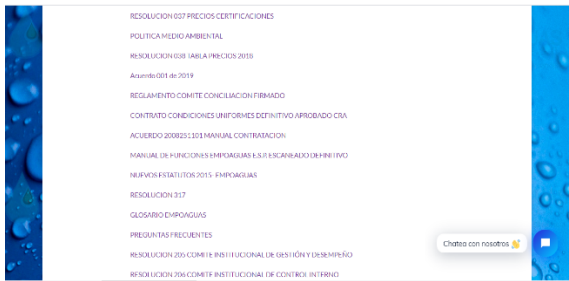 RESOLUCION 037 PRECIOS CERTIFICACIONES
POLITICA MEDIO AMBIENTAL
RESOLUCION 038 TABLA PRECIOS 2018
Acuerdo 001 de 2019
REGLAMENTO COMITE CONCILIACION FIRMADO
CONTRATO CONDICIONES UNIFORMES DEFINITIVO APROBADO CRA
ACUERDO 2008251101 MANUAL CONTRATACION
MANUAL DE FUNCIONES EMPOAGUAS E.S.P. ESCANEADO DEFINITIVO
NUEVOS ESTATUTOS 2015- EMPOAGUAS
RESOLUCION 317
GLOSARIO EMPOAGUAS
PREGUNTAS FRECUENTES
RESOLUCION 205 COMITE INSTITUCIONAL DE GESTIÓN Y DESEMPEÑO
RESOLUCION 206 COMITE INSTITUCIONAL DE CONTROL INTERNO
Chatea con nosotros 👋